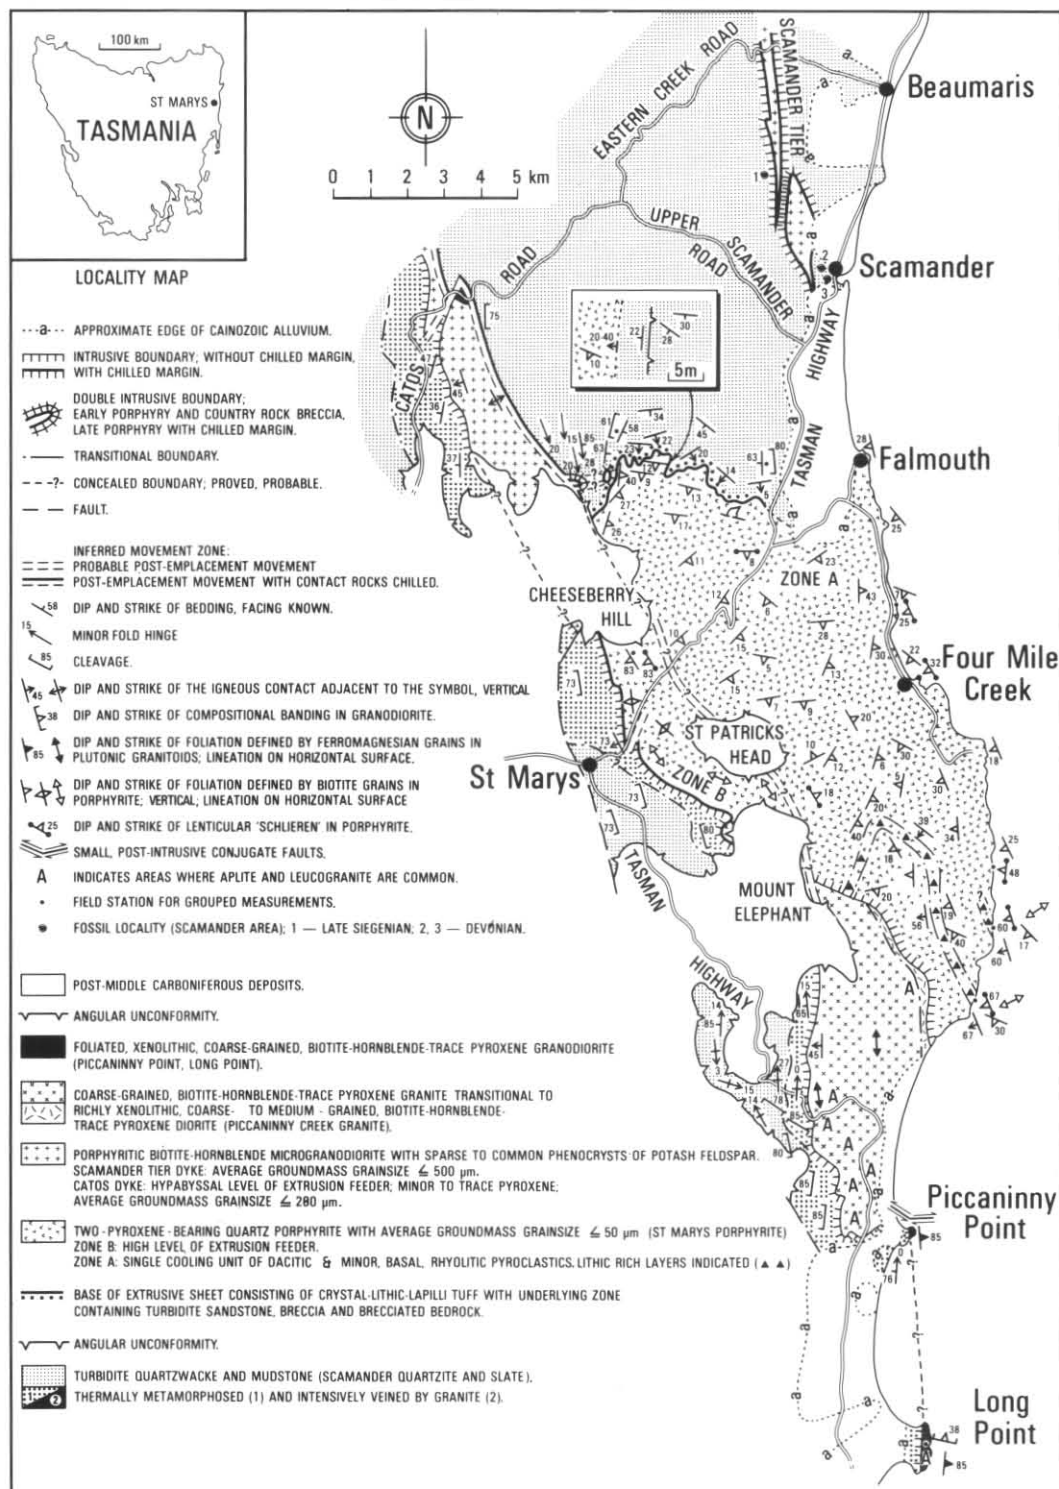 100 km
ST MARYS
TASMANIA
LOCALITY MAP
N
0 1 2 3 4 5 km
···a··· APPROXIMATE EDGE OF CAINOZOIC ALLUVIUM.
INTRUSIVE BOUNDARY; WITHOUT CHILLED MARGIN,
WITH CHILLED MARGIN.
DOUBLE INTRUSIVE BOUNDARY;
EARLY PORPHYRY AND COUNTRY ROCK BRECCIA,
LATE PORPHYRY WITH CHILLED MARGIN.
TRANSITIONAL BOUNDARY.
---?- CONCEALED BOUNDARY; PROVED, PROBABLE.
FAULT.
INFERRED MOVEMENT ZONE:
PROBABLE POST-EMPLACEMENT MOVEMENT
POST-EMPLACEMENT MOVEMENT WITH CONTACT ROCKS CHILLED.
58 DIP AND STRIKE OF BEDDING, FACING KNOWN.
15 MINOR FOLD HINGE
85 CLEAVAGE.
45 DIP AND STRIKE OF THE IGNEOUS CONTACT ADJACENT TO THE SYMBOL, VERTICAL
38 DIP AND STRIKE OF COMPOSITIONAL BANDING IN GRANODIORITE.
85 DIP AND STRIKE OF FOLIATION DEFINED BY FERROMAGNESIAN GRAINS IN
PLUTONIC GRANITOIDS; LINEATION ON HORIZONTAL SURFACE.
DIP AND STRIKE OF FOLIATION DEFINED BY BIOTITE GRAINS IN
PORPHYRITE; VERTICAL; LINEATION ON HORIZONTAL SURFACE
25 DIP AND STRIKE OF LENTICULAR 'SCHLIEREN' IN PORPHYRITE.
SMALL, POST-INTRUSIVE CONJUGATE FAULTS.
A INDICATES AREAS WHERE APLITE AND LEUCOGRANITE ARE COMMON.
FIELD STATION FOR GROUPED MEASUREMENTS.
FOSSIL LOCALITY (SCAMANDER AREA); 1 — LATE SIEGENIAN; 2, 3 — DEVONIAN.
POST-MIDDLE CARBONIFEROUS DEPOSITS.
ANGULAR UNCONFORMITY.
FOLIATED, XENOLITHIC, COARSE-GRAINED, BIOTITE-HORNBLENDE-TRACE PYROXENE GRANODIORITE
(PICCANINNY POINT, LONG POINT).
COARSE-GRAINED, BIOTITE-HORNBLENDE-TRACE PYROXENE GRANITE TRANSITIONAL TO
RICHLY XENOLITHIC, COARSE- TO MEDIUM-GRAINED, BIOTITE-HORNBLENDE-
TRACE PYROXENE DIORITE (PICCANINNY CREEK GRANITE).
PORPHYRITIC BIOTITE-HORNBLENDE MICROGRANODIORITE WITH SPARSE TO COMMON PHENOCRYSTS OF POTASH FELDSPAR.
SCAMANDER TIER DYKE: AVERAGE GROUNDMASS GRAINSIZE ≦ 500 µm.
CATOS DYKE: HYPABYSSAL LEVEL OF EXTRUSION FEEDER; MINOR TO TRACE PYROXENE;
AVERAGE GROUNDMASS GRAINSIZE ≦ 280 µm.
TWO-PYROXENE-BEARING QUARTZ PORPHYRITE WITH AVERAGE GROUNDMASS GRAINSIZE ≦ 50 µm (ST MARYS PORPHYRITE)
ZONE B: HIGH LEVEL OF EXTRUSION FEEDER.
ZONE A: SINGLE COOLING UNIT OF DACITIC & MINOR, BASAL, RHYOLITIC PYROCLASTICS. LITHIC RICH LAYERS INDICATED (▲ ▲)
BASE OF EXTRUSIVE SHEET CONSISTING OF CRYSTAL-LITHIC-LAPILLI TUFF WITH UNDERLYING ZONE
CONTAINING TURBIDITE SANDSTONE, BRECCIA AND BRECCIATED BEDROCK.
ANGULAR UNCONFORMITY.
TURBIDITE QUARTZWACKE AND MUDSTONE (SCAMANDER QUARTZITE AND SLATE).
1 2 THERMALLY METAMORPHOSED (1) AND INTENSIVELY VEINED BY GRANITE (2).
Beaumaris
EASTERN CREEK ROAD
SCAMANDER TIER
UPPER SCAMANDER ROAD
ROAD
Scamander
CATOS
5m
TASMAN HIGHWAY
Falmouth
ZONE A
CHEESEBERRY
HILL
Four Mile
Creek
ST PATRICKS
HEAD
St Marys
ZONE B
MOUNT
ELEPHANT
TASMAN HIGHWAY
Piccaninny
Point
Long
Point